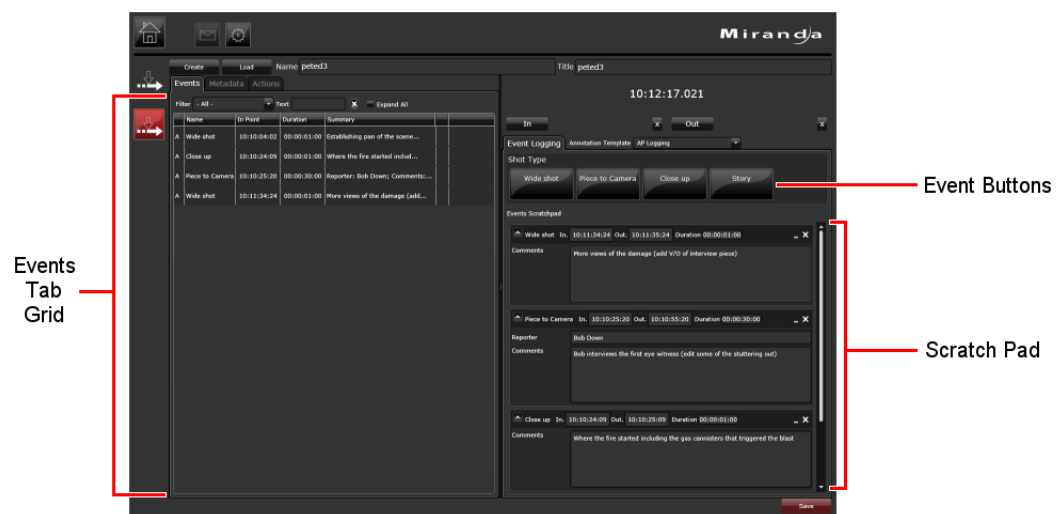 Miranda
Create Load Name peted3 Title peted3
Events Metadata Actions
Filter - All - Text x Expand All
Name In Point Duration Summary
A Wide shot 10:10:04:02 00:00:01:00 Establishing pan of the scene...
A Close up 10:10:24:09 00:00:01:00 Where the fire started includ...
A Piece to Camera 10:10:25:20 00:00:30:00 Reporter: Bob Down; Comments:...
A Wide shot 10:11:34:24 00:00:01:00 More views of the damage (add...
10:12:17.021
In x Out x
Event Logging Annotation Template AP Logging
Shot Type
Wide shot Piece to Camera Close up Story
Events Scratchpad
Wide shot In. 10:11:34:24 Out. 10:11:35:24 Duration 00:00:01:00
Comments More views of the damage (add V/O of interview piece)
Piece to Camera In. 10:10:25:20 Out. 10:10:55:20 Duration 00:00:30:00
Reporter Bob Down
Comments Bob interviews the first eye witness (edit some of the stuttering out)
Close up In. 10:10:24:09 Out. 10:10:25:09 Duration 00:00:01:00
Comments Where the fire started including the gas cannisters that triggered the blast
Save
Events
Tab
Grid
Event Buttons
Scratch Pad